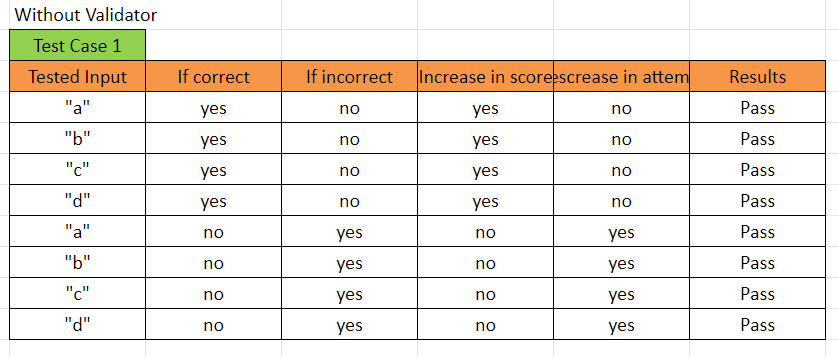 Without Validator
Test Case 1
Tested Input If correct If incorrect Increase in score escrease in attem Results
"a" yes no yes no Pass
"b" yes no yes no Pass
"c" yes no yes no Pass
"d" yes no yes no Pass
"a" no yes no yes Pass
"b" no yes no yes Pass
"c" no yes no yes Pass
"d" no yes no yes Pass